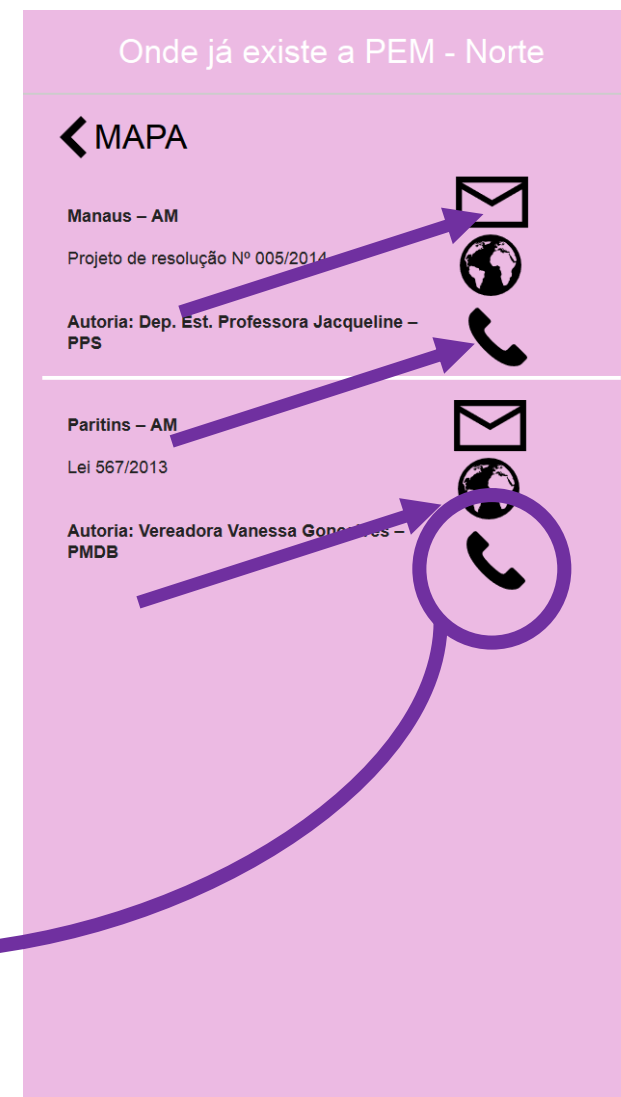 Onde já existe a PEM - Norte
MAPA
Manaus – AM
Projeto de resolução Nº 005/2014
Autoria: Dep. Est. Professora Jacqueline –
PPS
Paritins – AM
Lei 567/2013
Autoria: Vereadora Vanessa Gonçalves –
PMDB